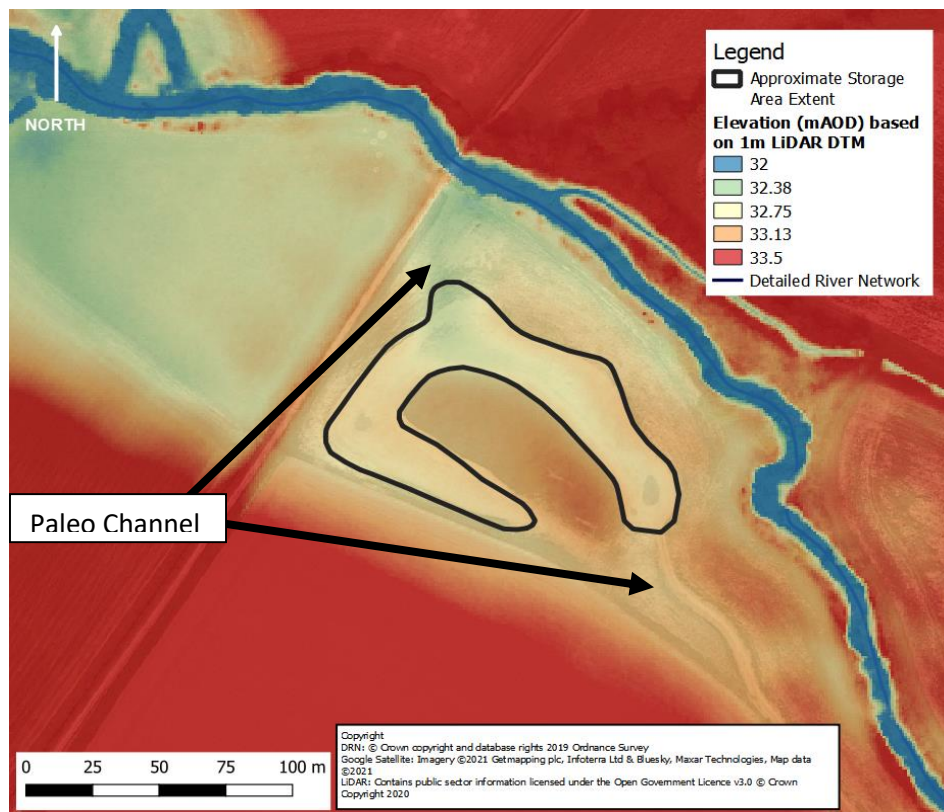 NORTH
Legend
Approximate Storage
Area Extent
Elevation (mAOD) based
on 1m LiDAR DTM
32
32.38
32.75
33.13
33.5
Detailed River Network
Paleo Channel
0 25 50 75 100 m
Copyright
DRN: © Crown copyright and database rights 2019 Ordnance Survey
Google Satellite: Imagery ©2021 Getmapping plc, Infoterra Ltd & Bluesky, Maxar Technologies, Map data
©2021
LiDAR: Contains public sector information licensed under the Open Government Licence v3.0 © Crown
Copyright 2020